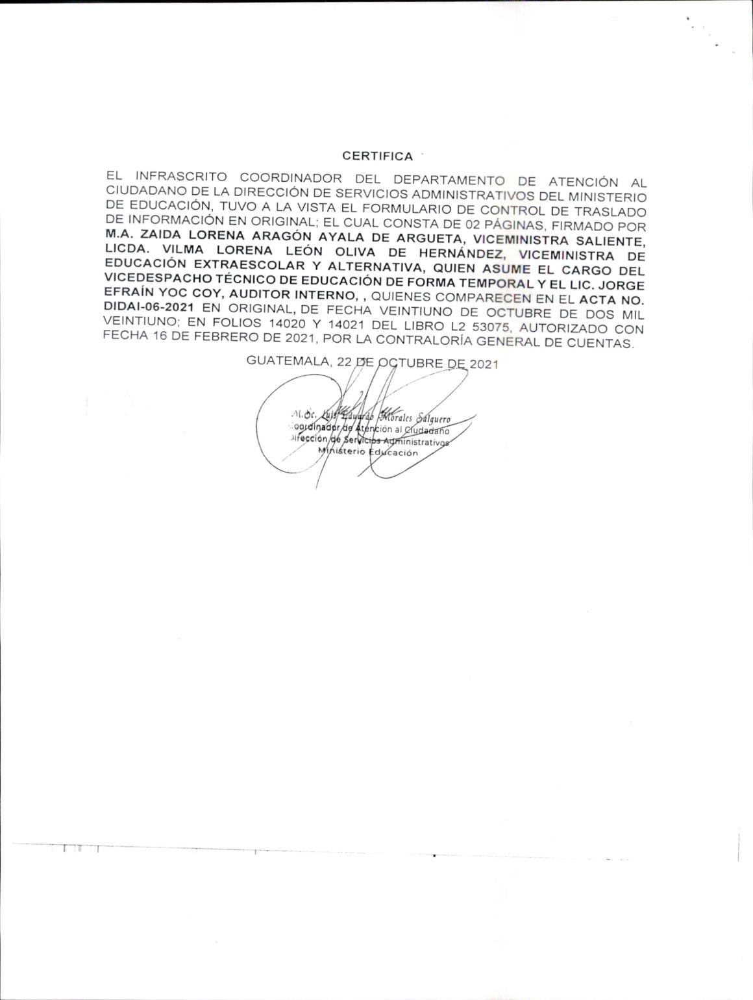 CERTIFICA
EL INFRASCRITO COORDINADOR DEL DEPARTAMENTO DE ATENCIÓN AL
CIUDADANO DE LA DIRECCIÓN DE SERVICIOS ADMINISTRATIVOS DEL MINISTERIO
DE EDUCACIÓN, TUVO A LA VISTA EL FORMULARIO DE CONTROL DE TRASLADO
DE INFORMACIÓN EN ORIGINAL; EL CUAL CONSTA DE 02 PÁGINAS, FIRMADO POR
M.A. ZAIDA LORENA ARAGÓN AYALA DE ARGUETA, VICEMINISTRA SALIENTE,
LICDA. VILMA LORENA LEÓN OLIVA DE HERNÁNDEZ, VICEMINISTRA DE
EDUCACIÓN EXTRAESCOLAR Y ALTERNATIVA, QUIEN ASUME EL CARGO DEL
VICEDESPACHO TÉCNICO DE EDUCACIÓN DE FORMA TEMPORAL Y EL LIC. JORGE
EFRAÍN YOC COY, AUDITOR INTERNO, , QUIENES COMPARECEN EN EL ACTA NO.
DIDAI-06-2021 EN ORIGINAL, DE FECHA VEINTIUNO DE OCTUBRE DE DOS MIL
VEINTIUNO; EN FOLIOS 14020 Y 14021 DEL LIBRO L2 53075, AUTORIZADO CON
FECHA 16 DE FEBRERO DE 2021, POR LA CONTRALORÍA GENERAL DE CUENTAS.
GUATEMALA, 22 DE OCTUBRE DE 2021
M.Sc. Luis Eduardo Morales Salguero
Coordinador de Atención al Ciudadano
Dirección de Servicios Administrativos
Ministerio Educación